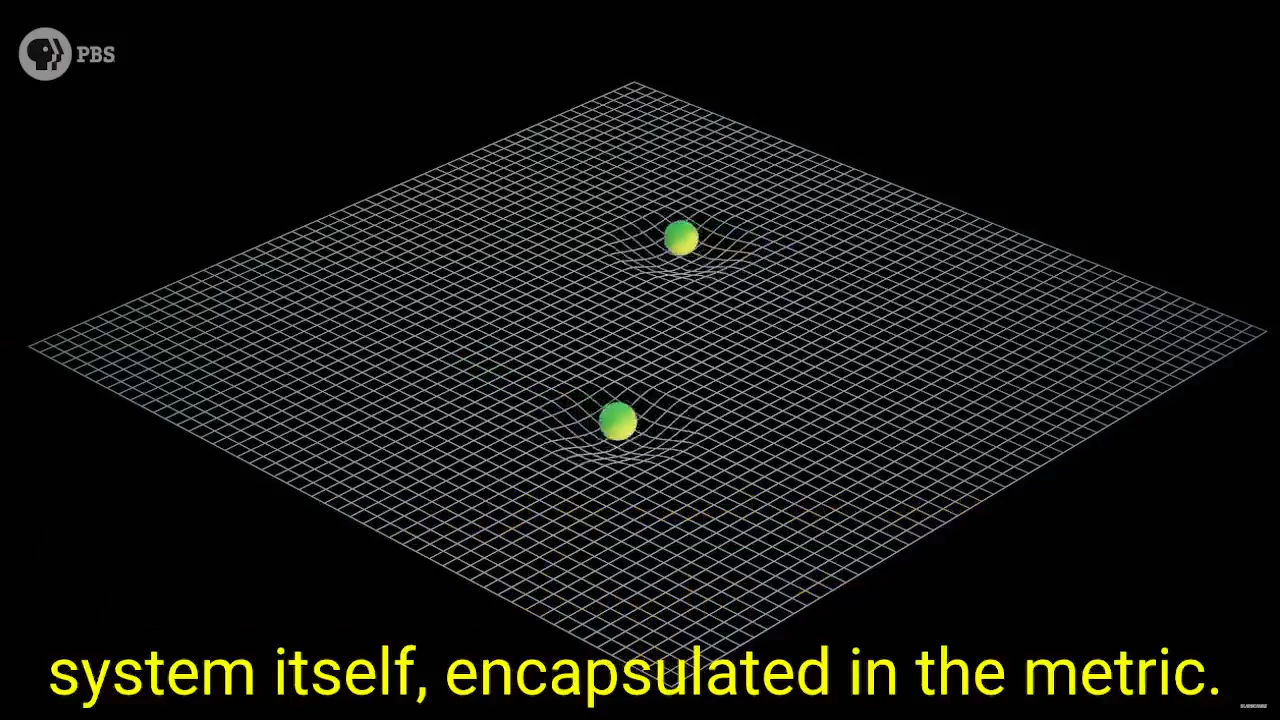 PBS
system itself, encapsulated in the metric.